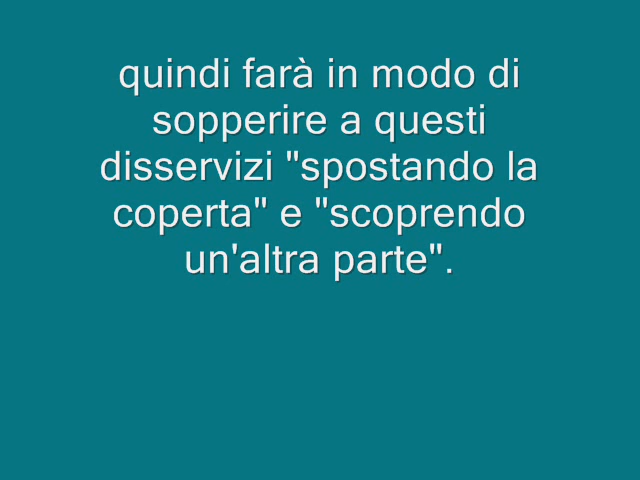 quindi farà in modo di
sopperire a questi
disservizi "spostando la
coperta" e "scoprendo
un'altra parte".